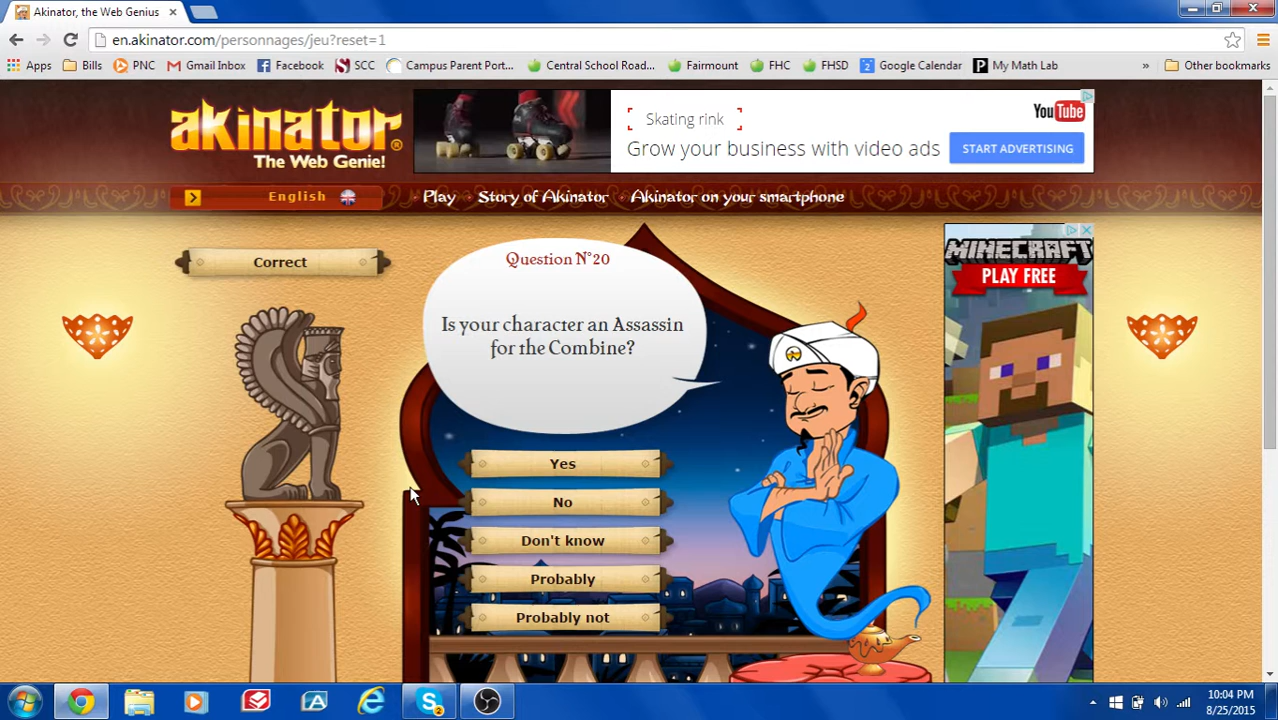 Akinator, the Web Genius
en.akinator.com/personnages/jeu?reset=1
Apps Bills PNC Gmail Inbox Facebook SCC Campus Parent Port... Central School Road... Fairmount FHC FHSD Google Calendar My Math Lab » Other bookmarks
akinator®
The Web Genie!
Skating rink
Grow your business with video ads
YouTube
START ADVERTISING
English
Play Story of Akinator Akinator on your smartphone
Correct
Question N°20
Is your character an Assassin
for the Combine?
Yes
No
Don't know
Probably
Probably not
MINECRAFT
PLAY FREE
10:04 PM
8/25/2015